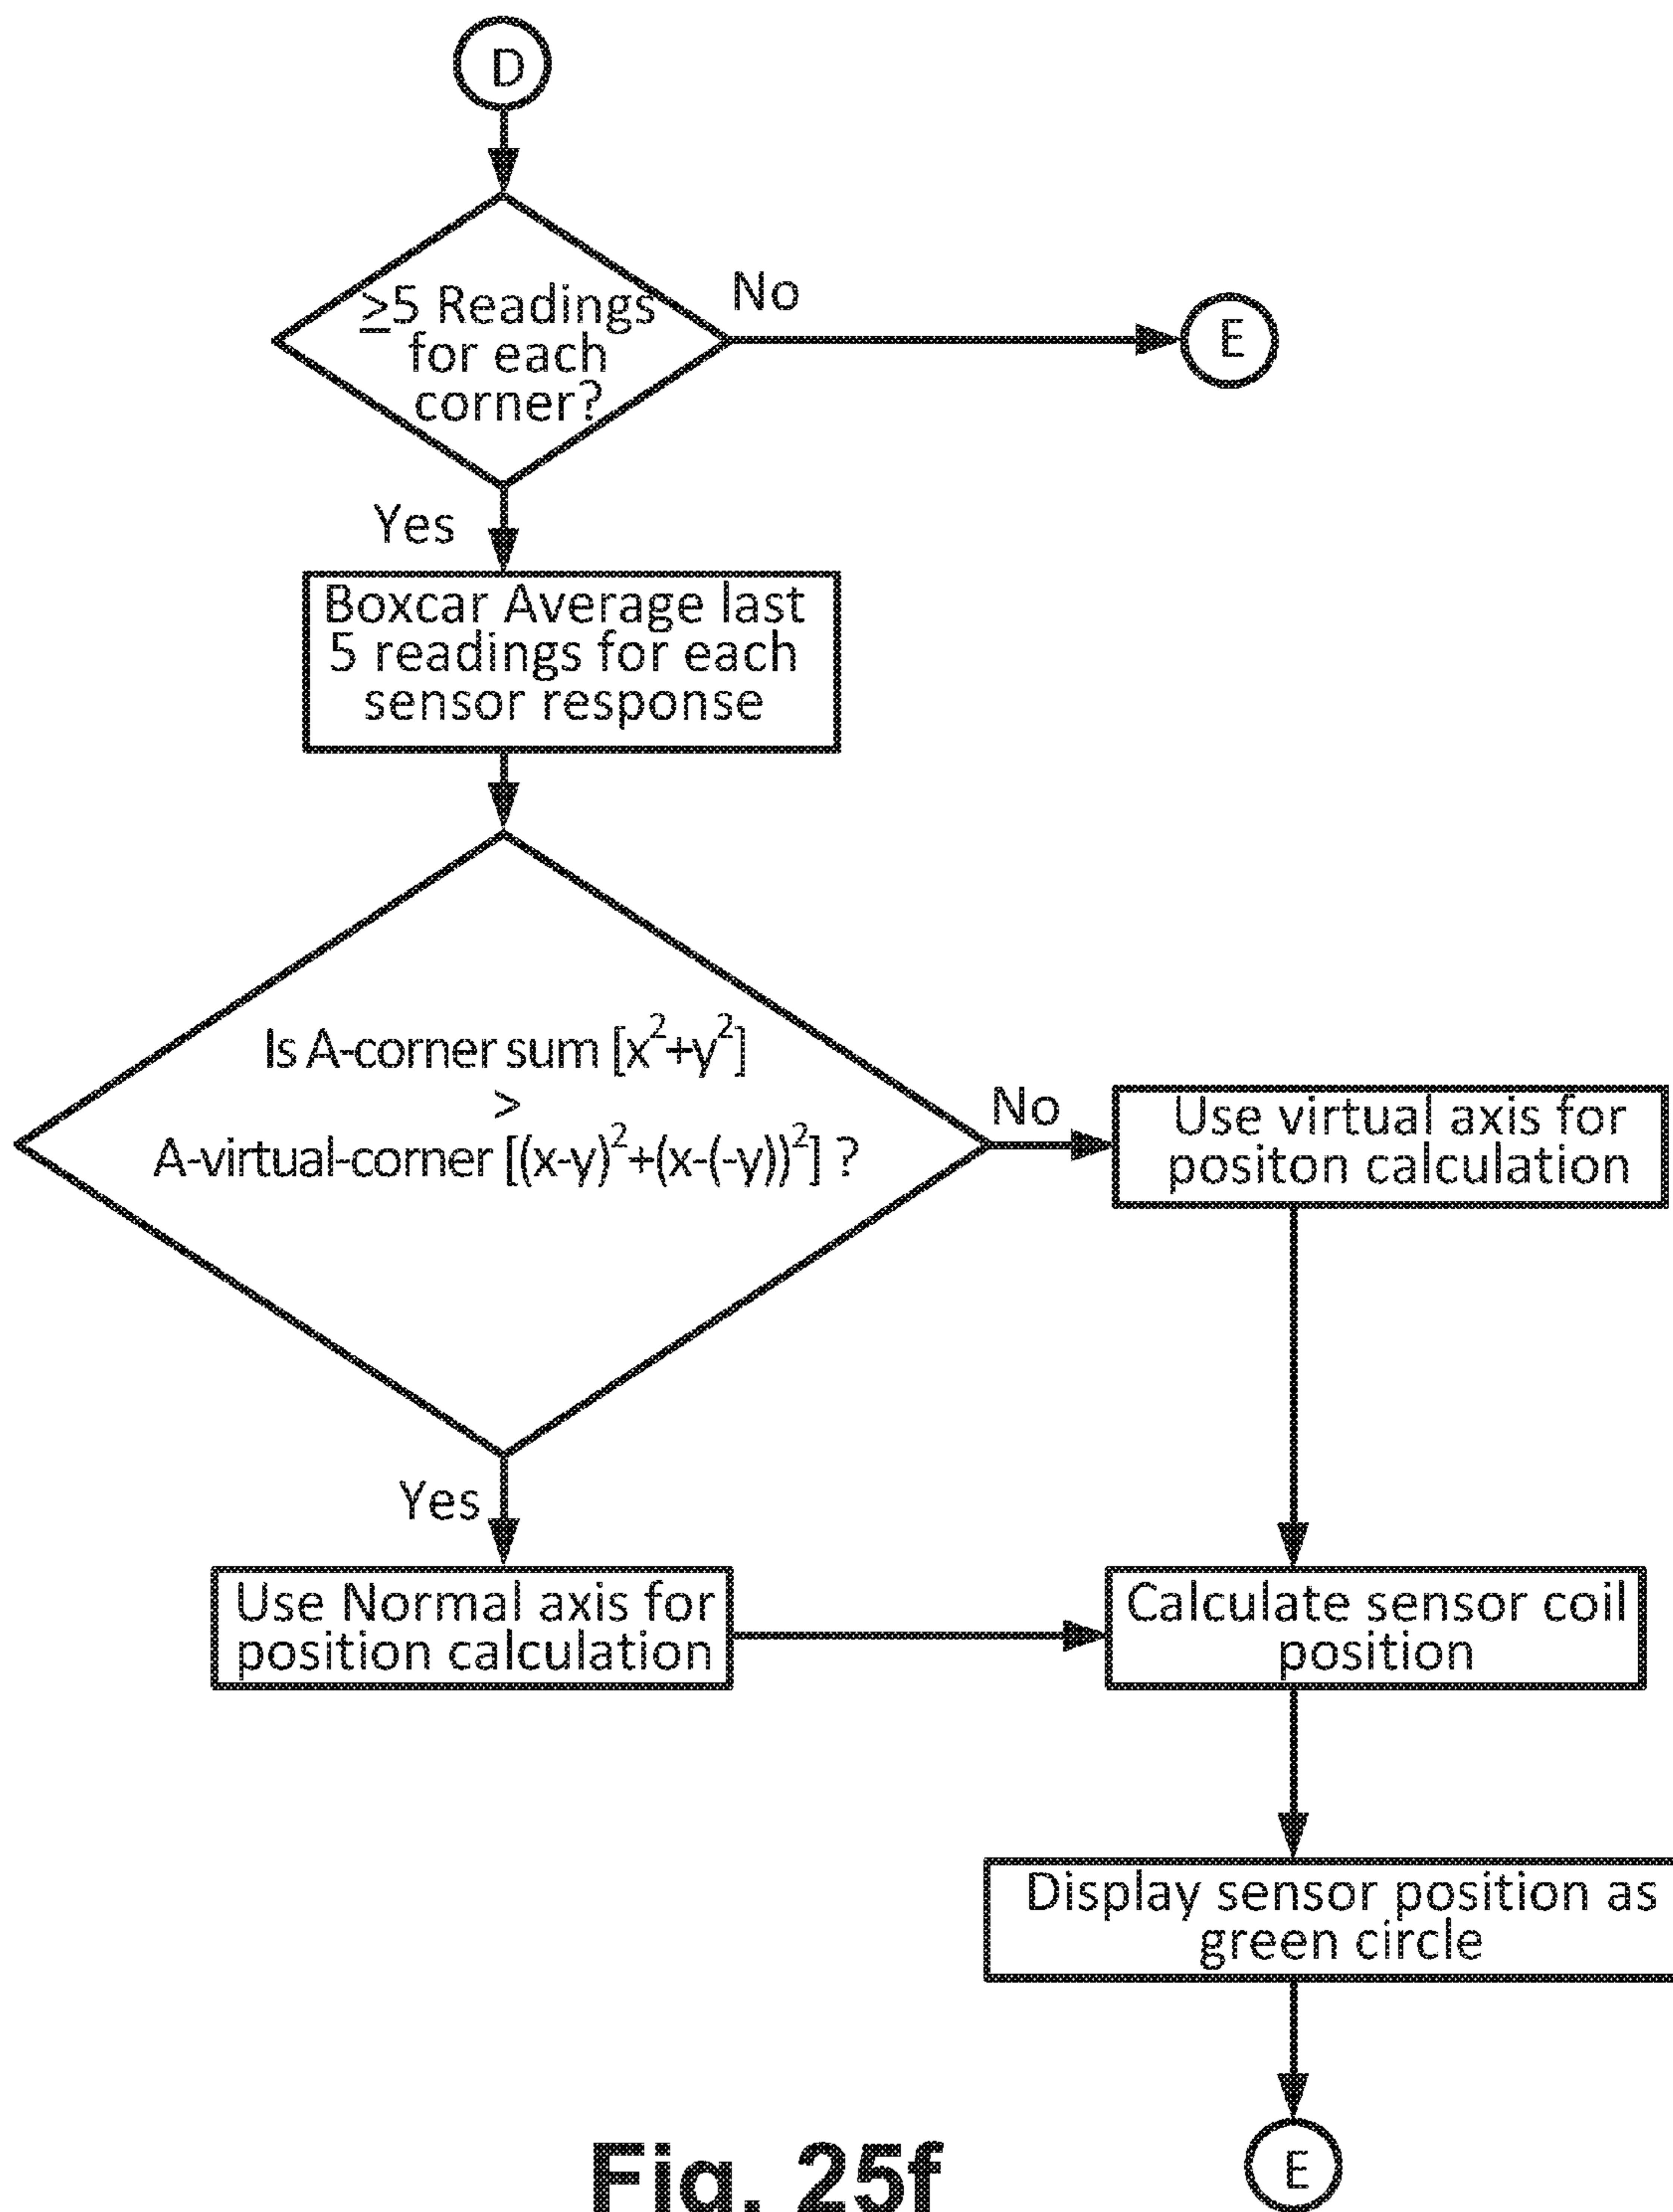 D
≥5 Readings
for each
corner?
No
E
Yes
Boxcar Average last
5 readings for each
sensor response
Is A-corner sum [x²+y²]
>
A-virtual-corner [(x-y)²+(x-(-y))²] ?
No
Use virtual axis for
positon calculation
Yes
Use Normal axis for
position calculation
Calculate sensor coil
position
Display sensor position as
green circle
E
Fig. 25f